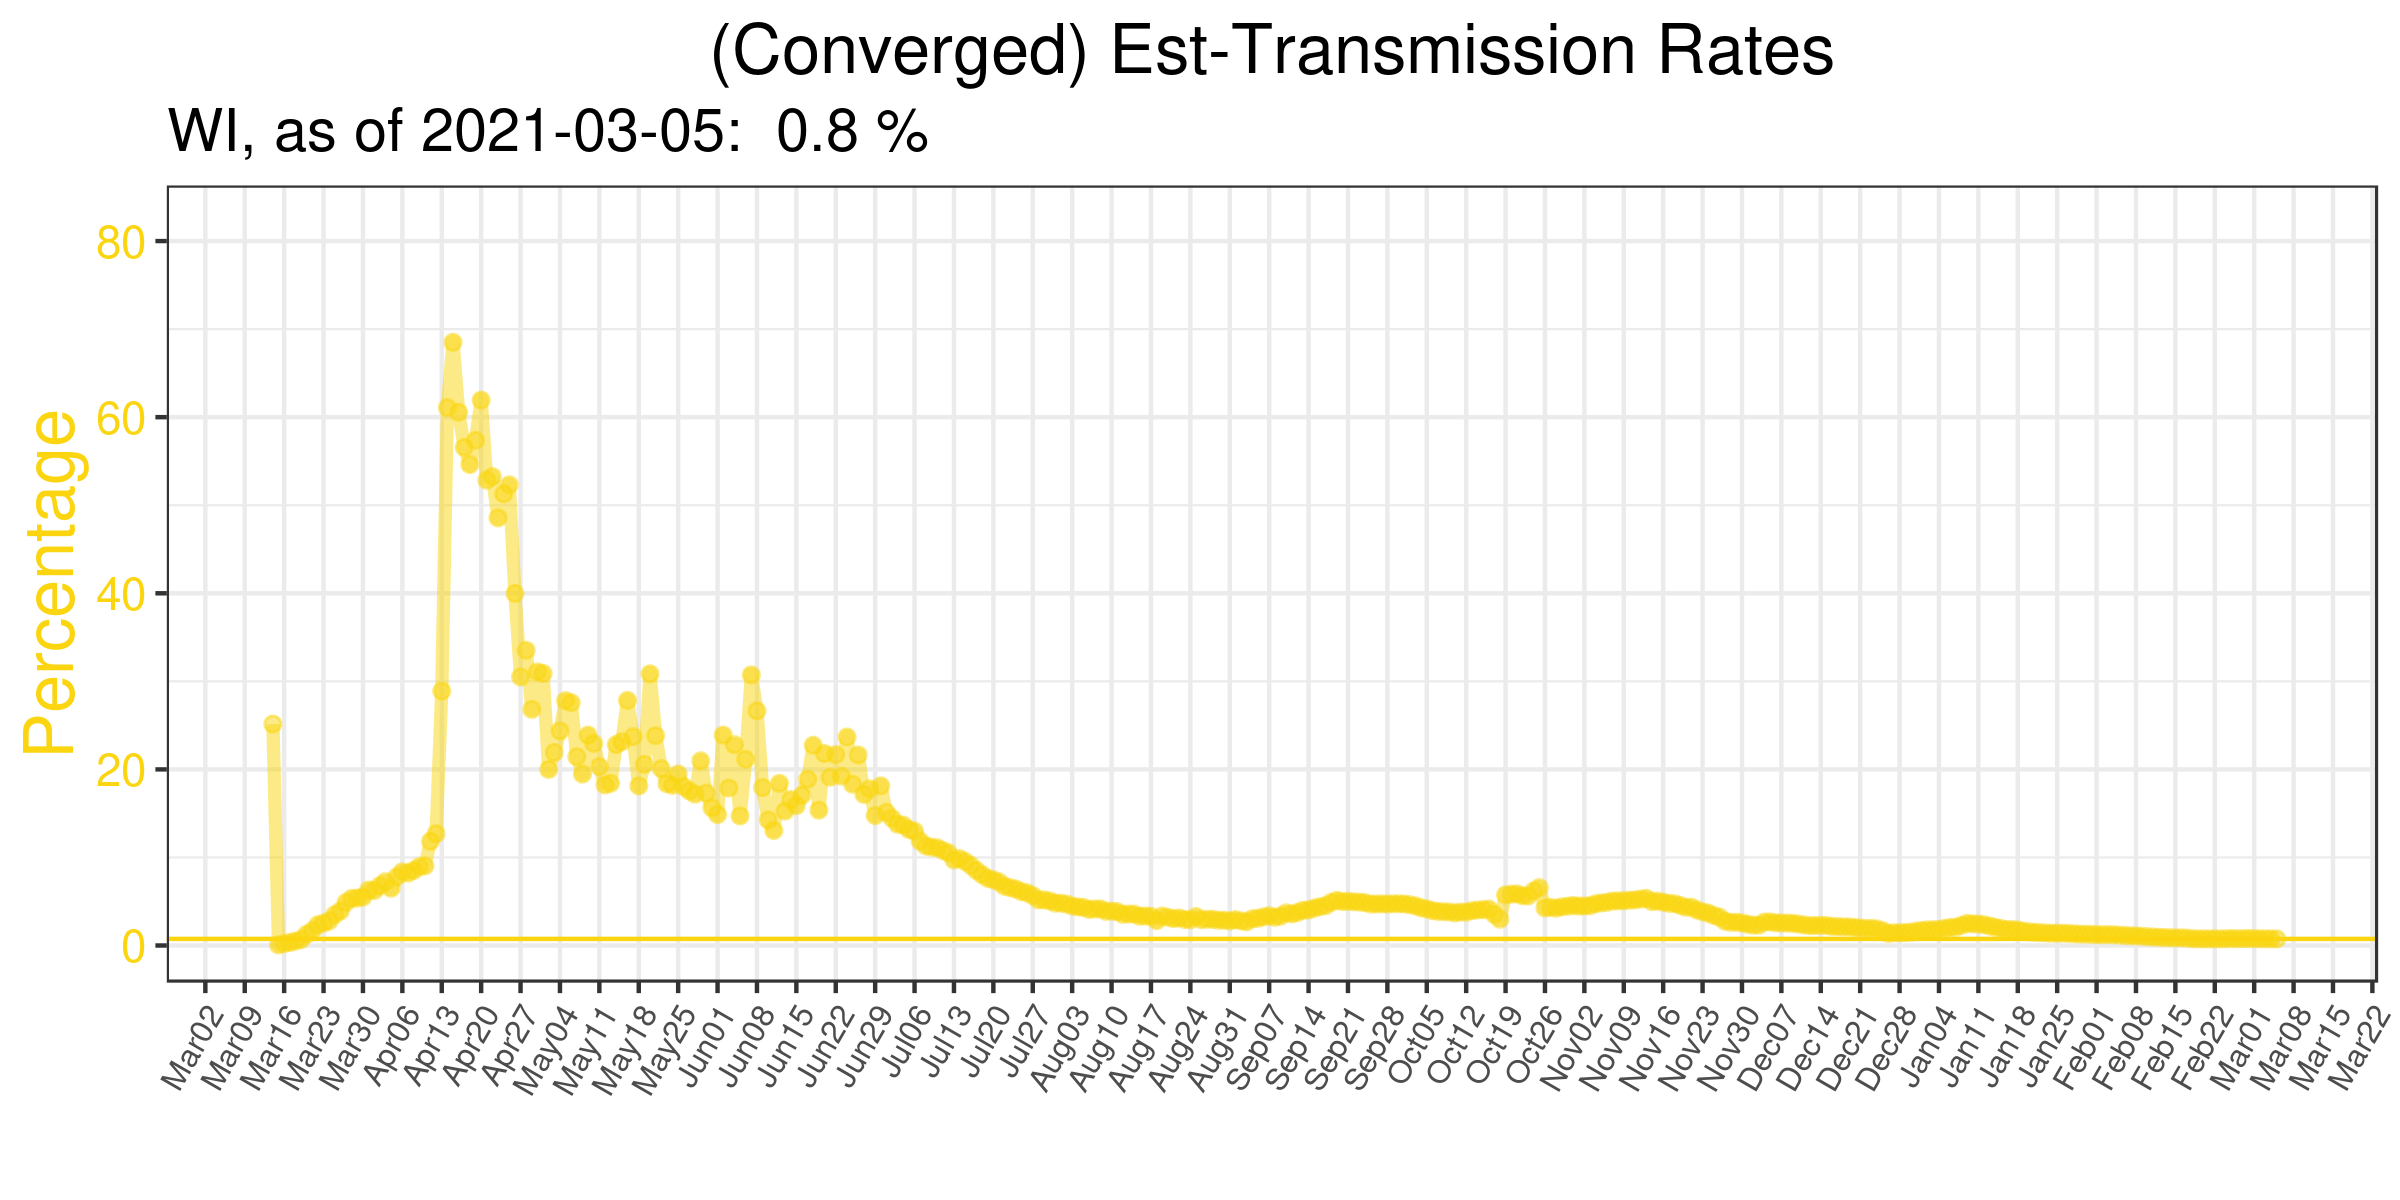 (Converged) Est-Transmission Rates
WI, as of 2021-03-05:  0.8 %
Percentage
80
60
40
20
0
Mar02
Mar09
Mar16
Mar23
Mar30
Apr06
Apr13
Apr20
Apr27
May04
May11
May18
May25
Jun01
Jun08
Jun15
Jun22
Jun29
Jul06
Jul13
Jul20
Jul27
Aug03
Aug10
Aug17
Aug24
Aug31
Sep07
Sep14
Sep21
Sep28
Oct05
Oct12
Oct19
Oct26
Nov02
Nov09
Nov16
Nov23
Nov30
Dec07
Dec14
Dec21
Dec28
Jan04
Jan11
Jan18
Jan25
Feb01
Feb08
Feb15
Feb22
Mar01
Mar08
Mar15
Mar22